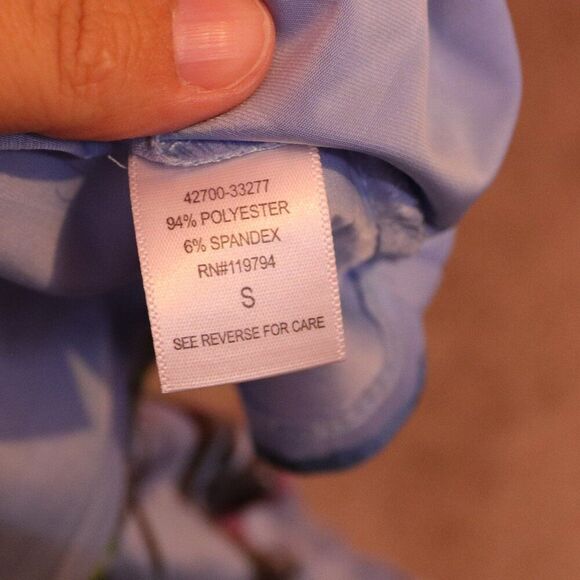 42700-33277
94% POLYESTER
6% SPANDEX
RN#119794
S
SEE REVERSE FOR CARE